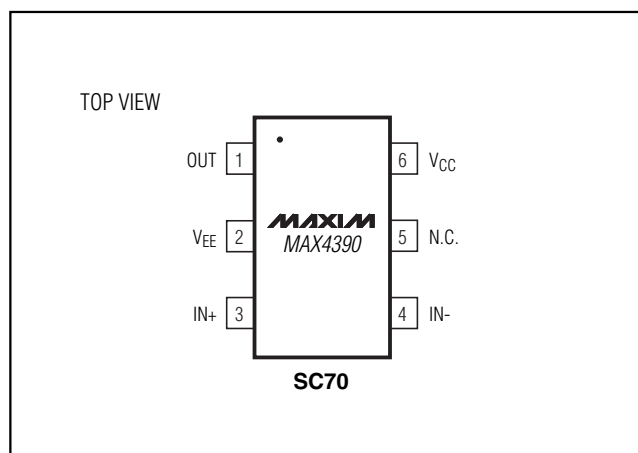 TOP VIEW
OUT 1
6 VCC
VEE 2
5 N.C.
IN+ 3
4 IN-
MAXIM
MAX4390
SC70